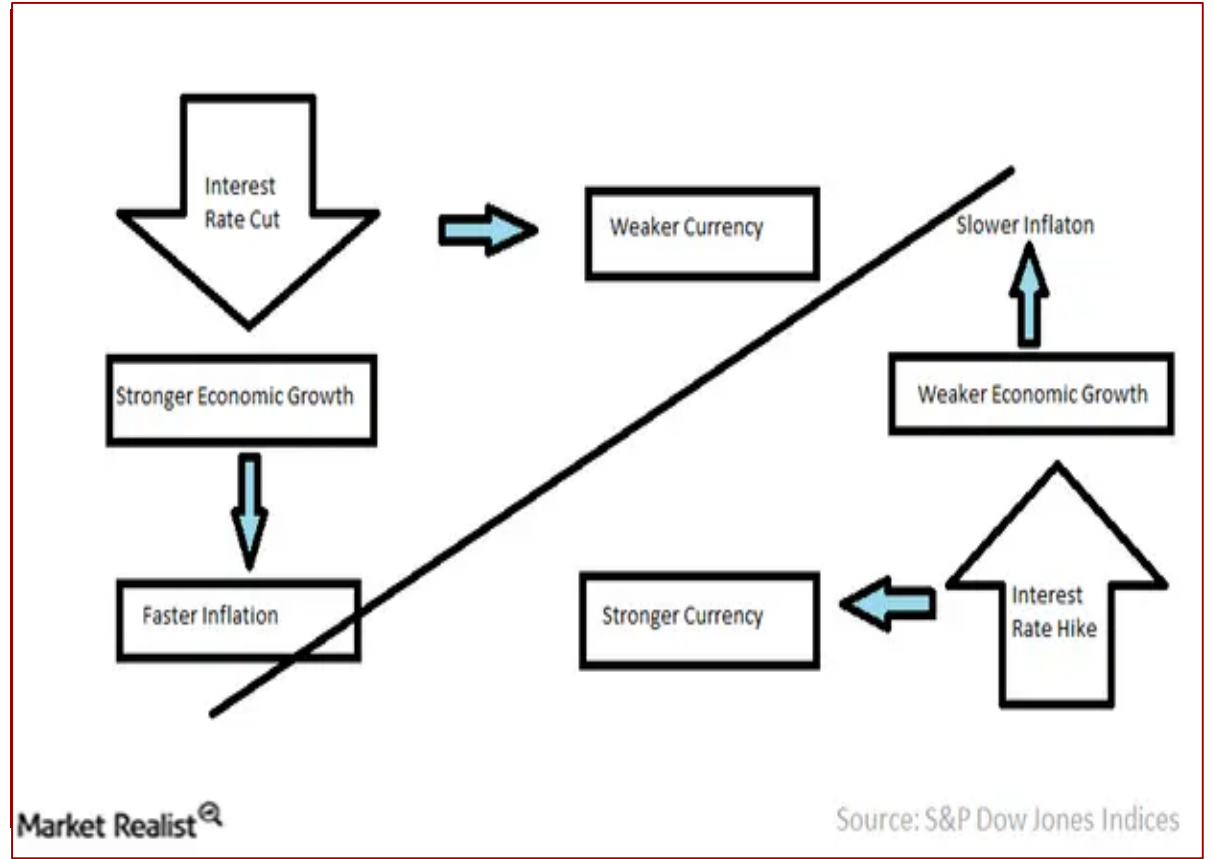 Interest
Rate Cut
Weaker Currency
Slower Inflaton
Stronger Economic Growth
Weaker Economic Growth
Faster Inflation
Stronger Currency
Interest
Rate Hike
Market Realist
Source: S&P Dow Jones Indices